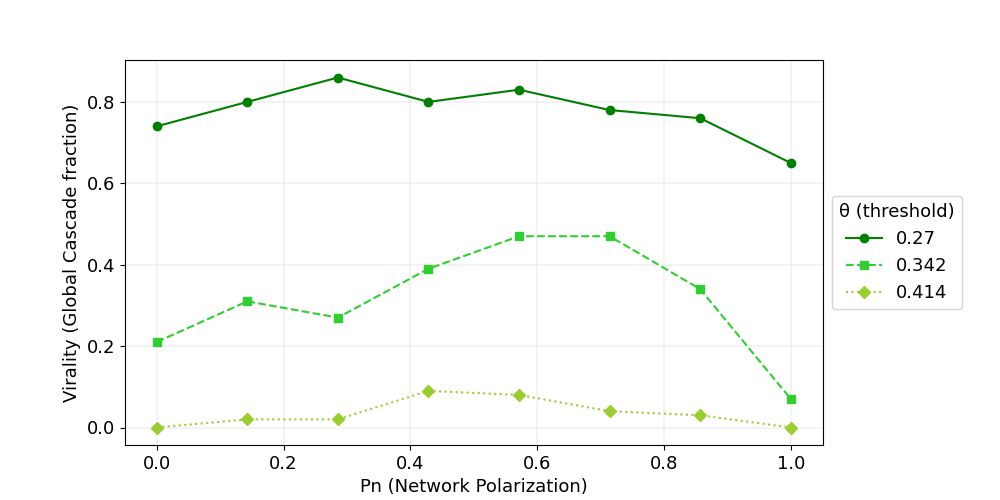 Virality (Global Cascade fraction)
0.8
0.6
0.4
0.2
0.0
0.0 0.2 0.4 0.6 0.8 1.0
Pn (Network Polarization)
θ (threshold)
0.27
0.342
0.414